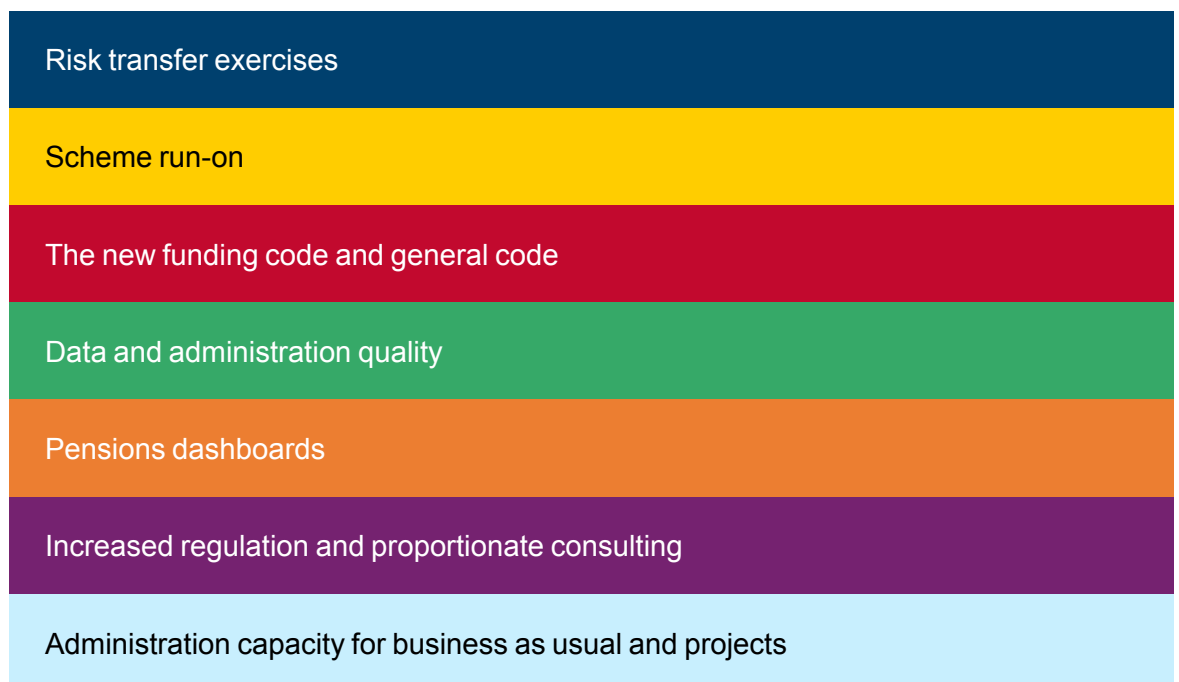 Risk transfer exercises
Scheme run-on
The new funding code and general code
Data and administration quality
Pensions dashboards
Increased regulation and proportionate consulting
Administration capacity for business as usual and projects